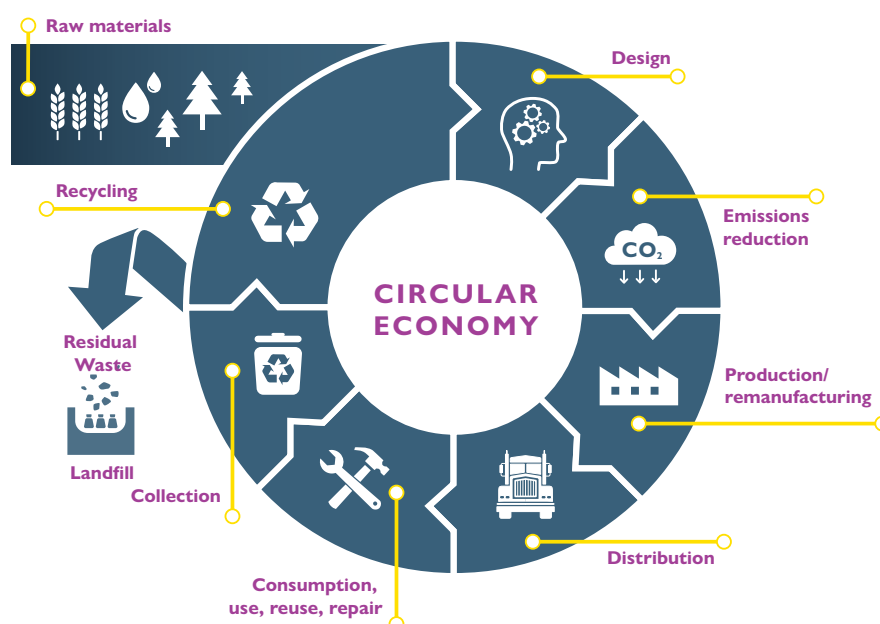 Raw materials
Design
Recycling
Emissions
reduction
CO₂
CIRCULAR
ECONOMY
Residual
Waste
Production/
remanufacturing
Landfill
Collection
Distribution
Consumption,
use, reuse, repair